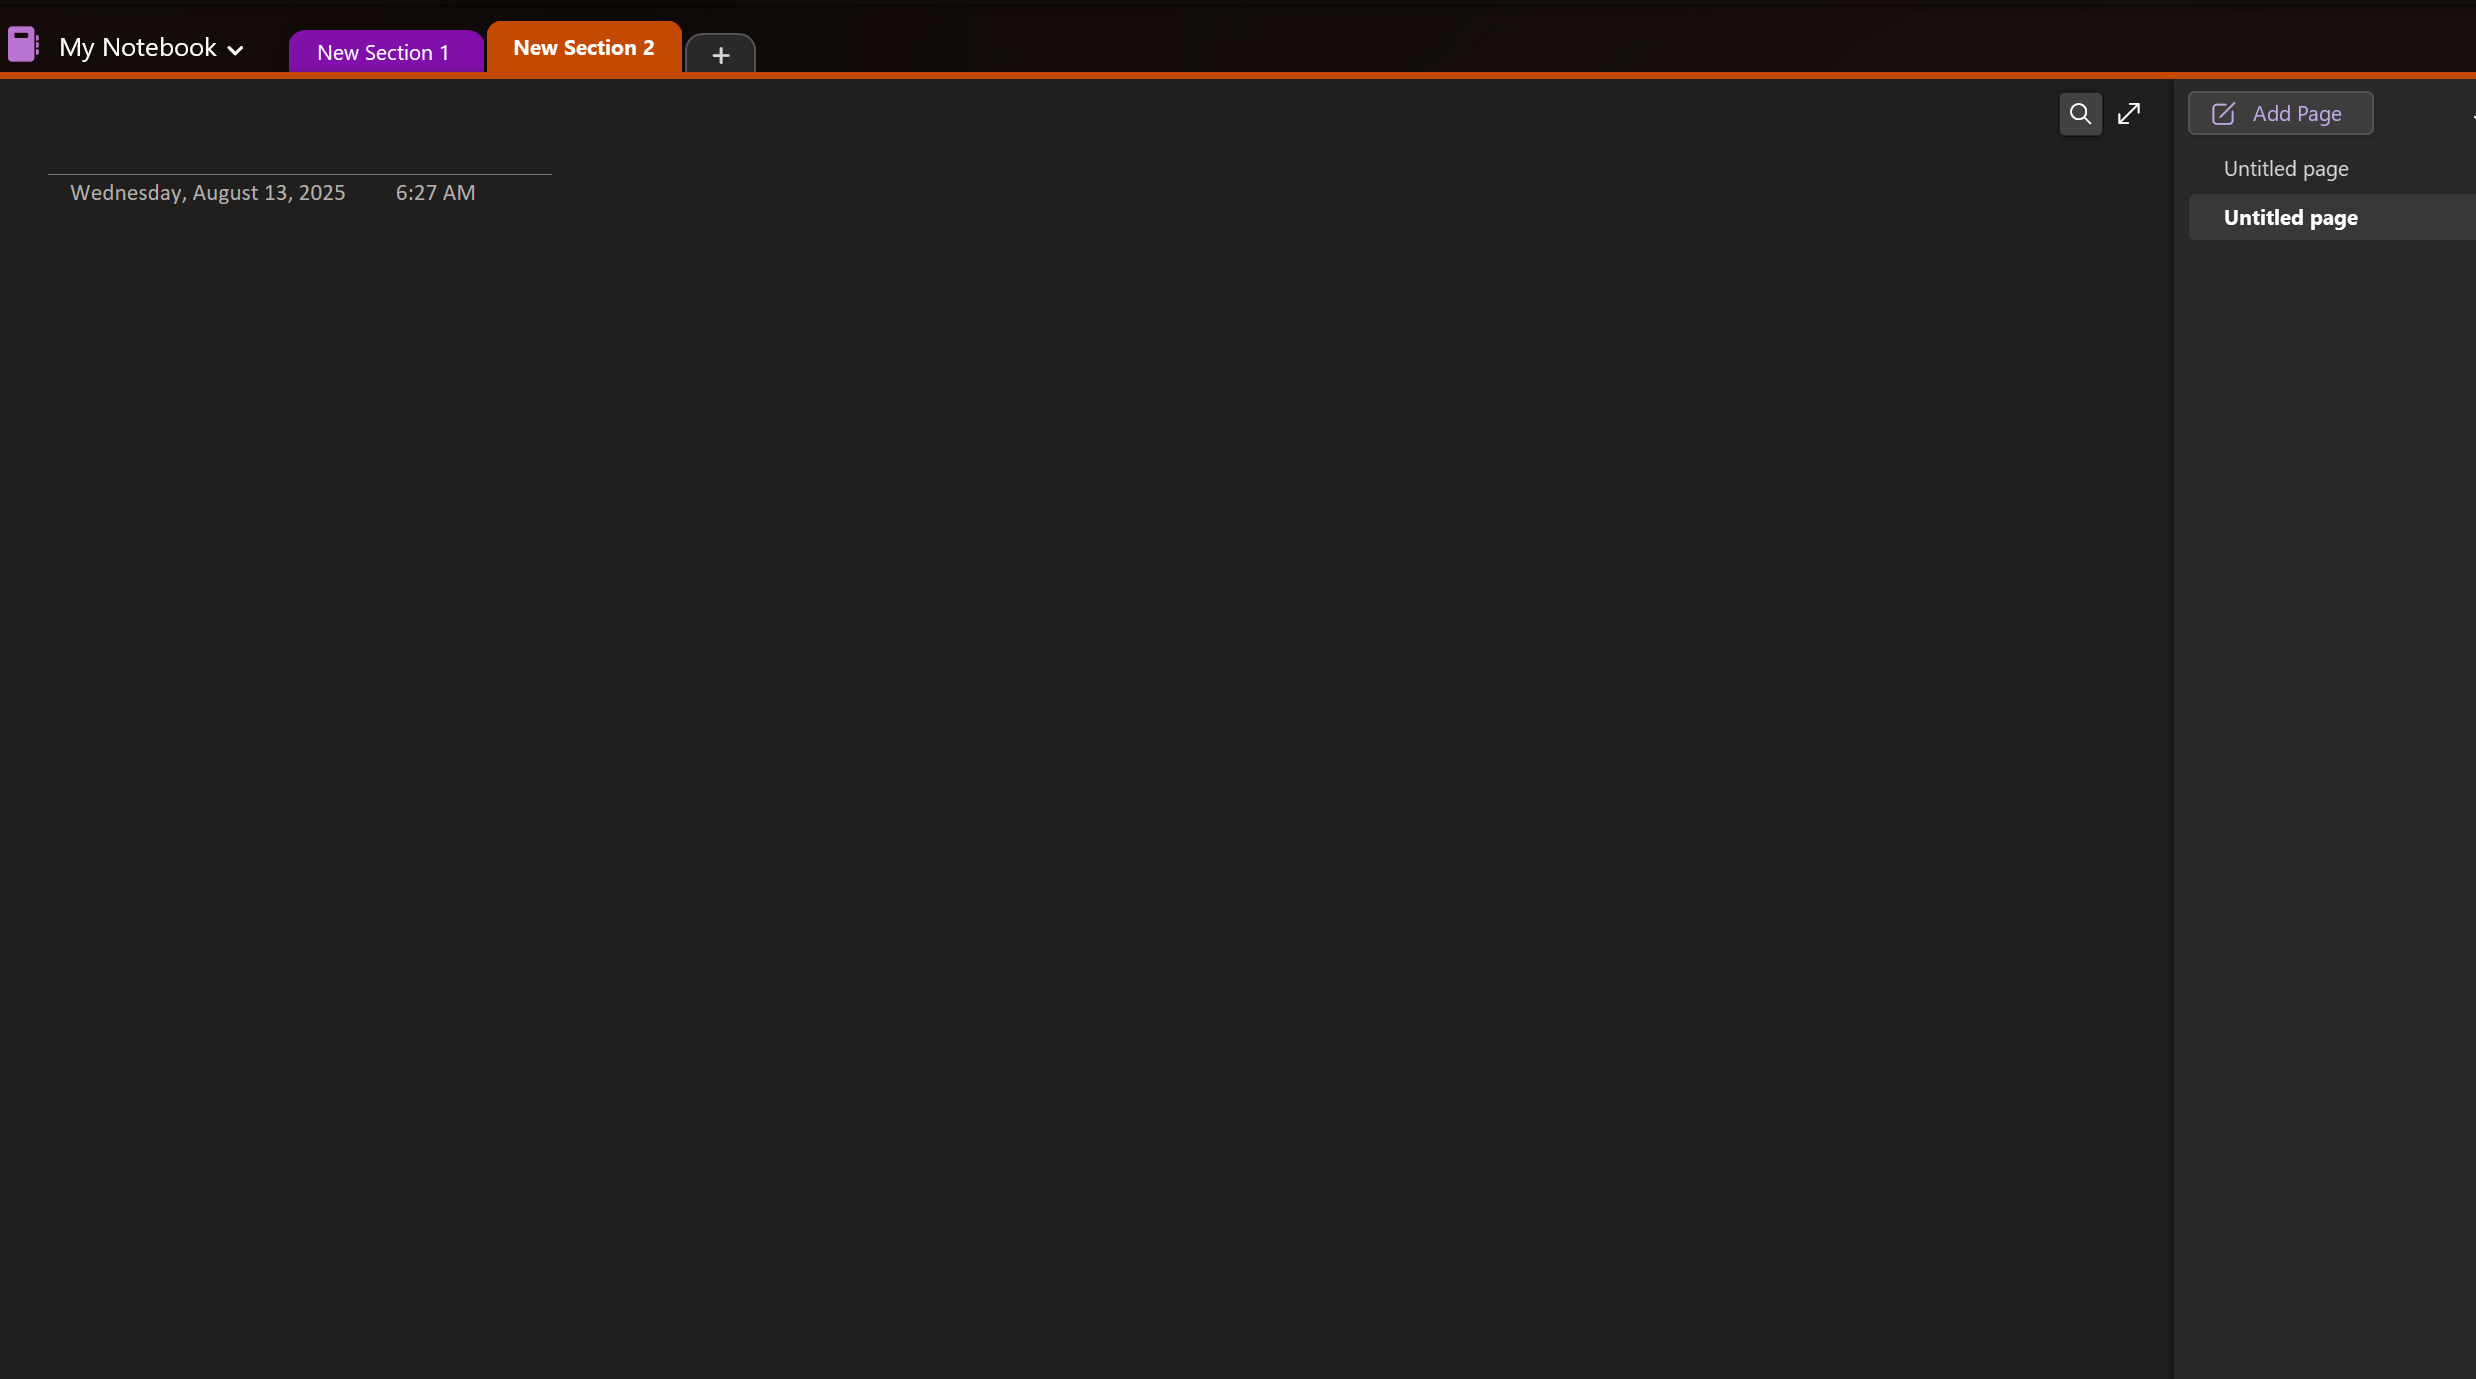 My Notebook
New Section 1
New Section 2
Add Page
Wednesday, August 13, 2025 6:27 AM
Untitled page
Untitled page